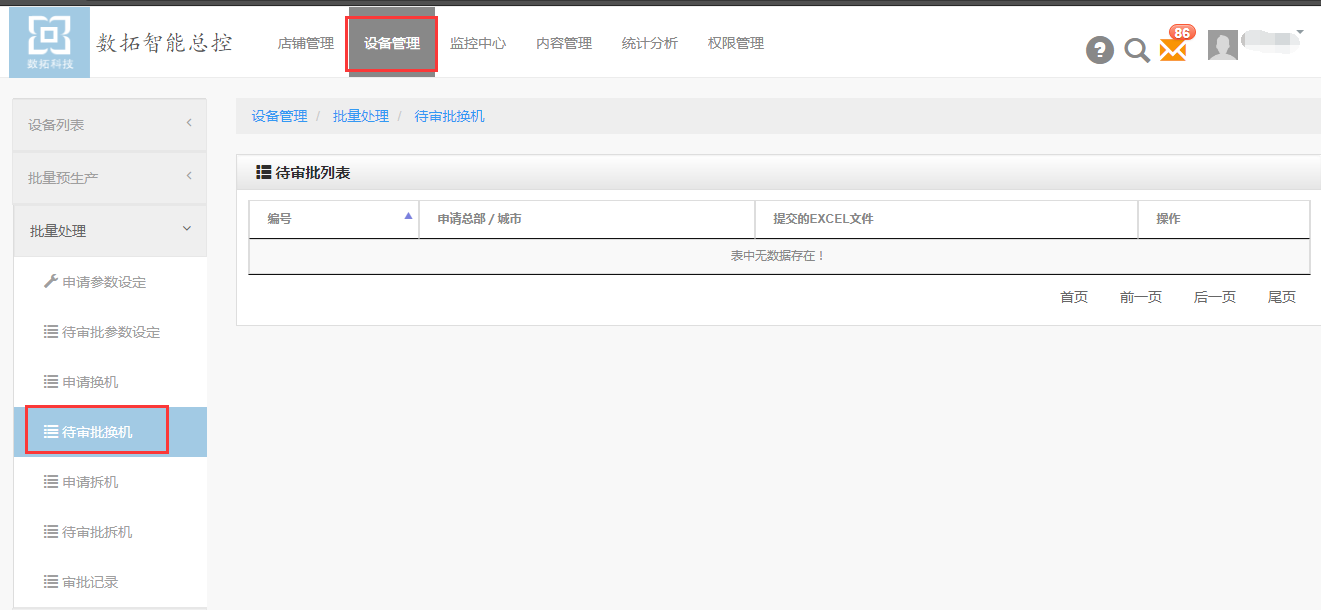 数拓科技
数拓智能总控
店铺管理 设备管理 监控中心 内容管理 统计分析 权限管理
86
设备列表
批量预生产
批量处理
申请参数设定
待审批参数设定
申请换机
待审批换机
申请拆机
待审批拆机
审批记录
设备管理 / 批量处理 / 待审批换机
待审批列表
编号 申请总部 / 城市 提交的EXCEL文件 操作
表中无数据存在！
首页 前一页 后一页 尾页